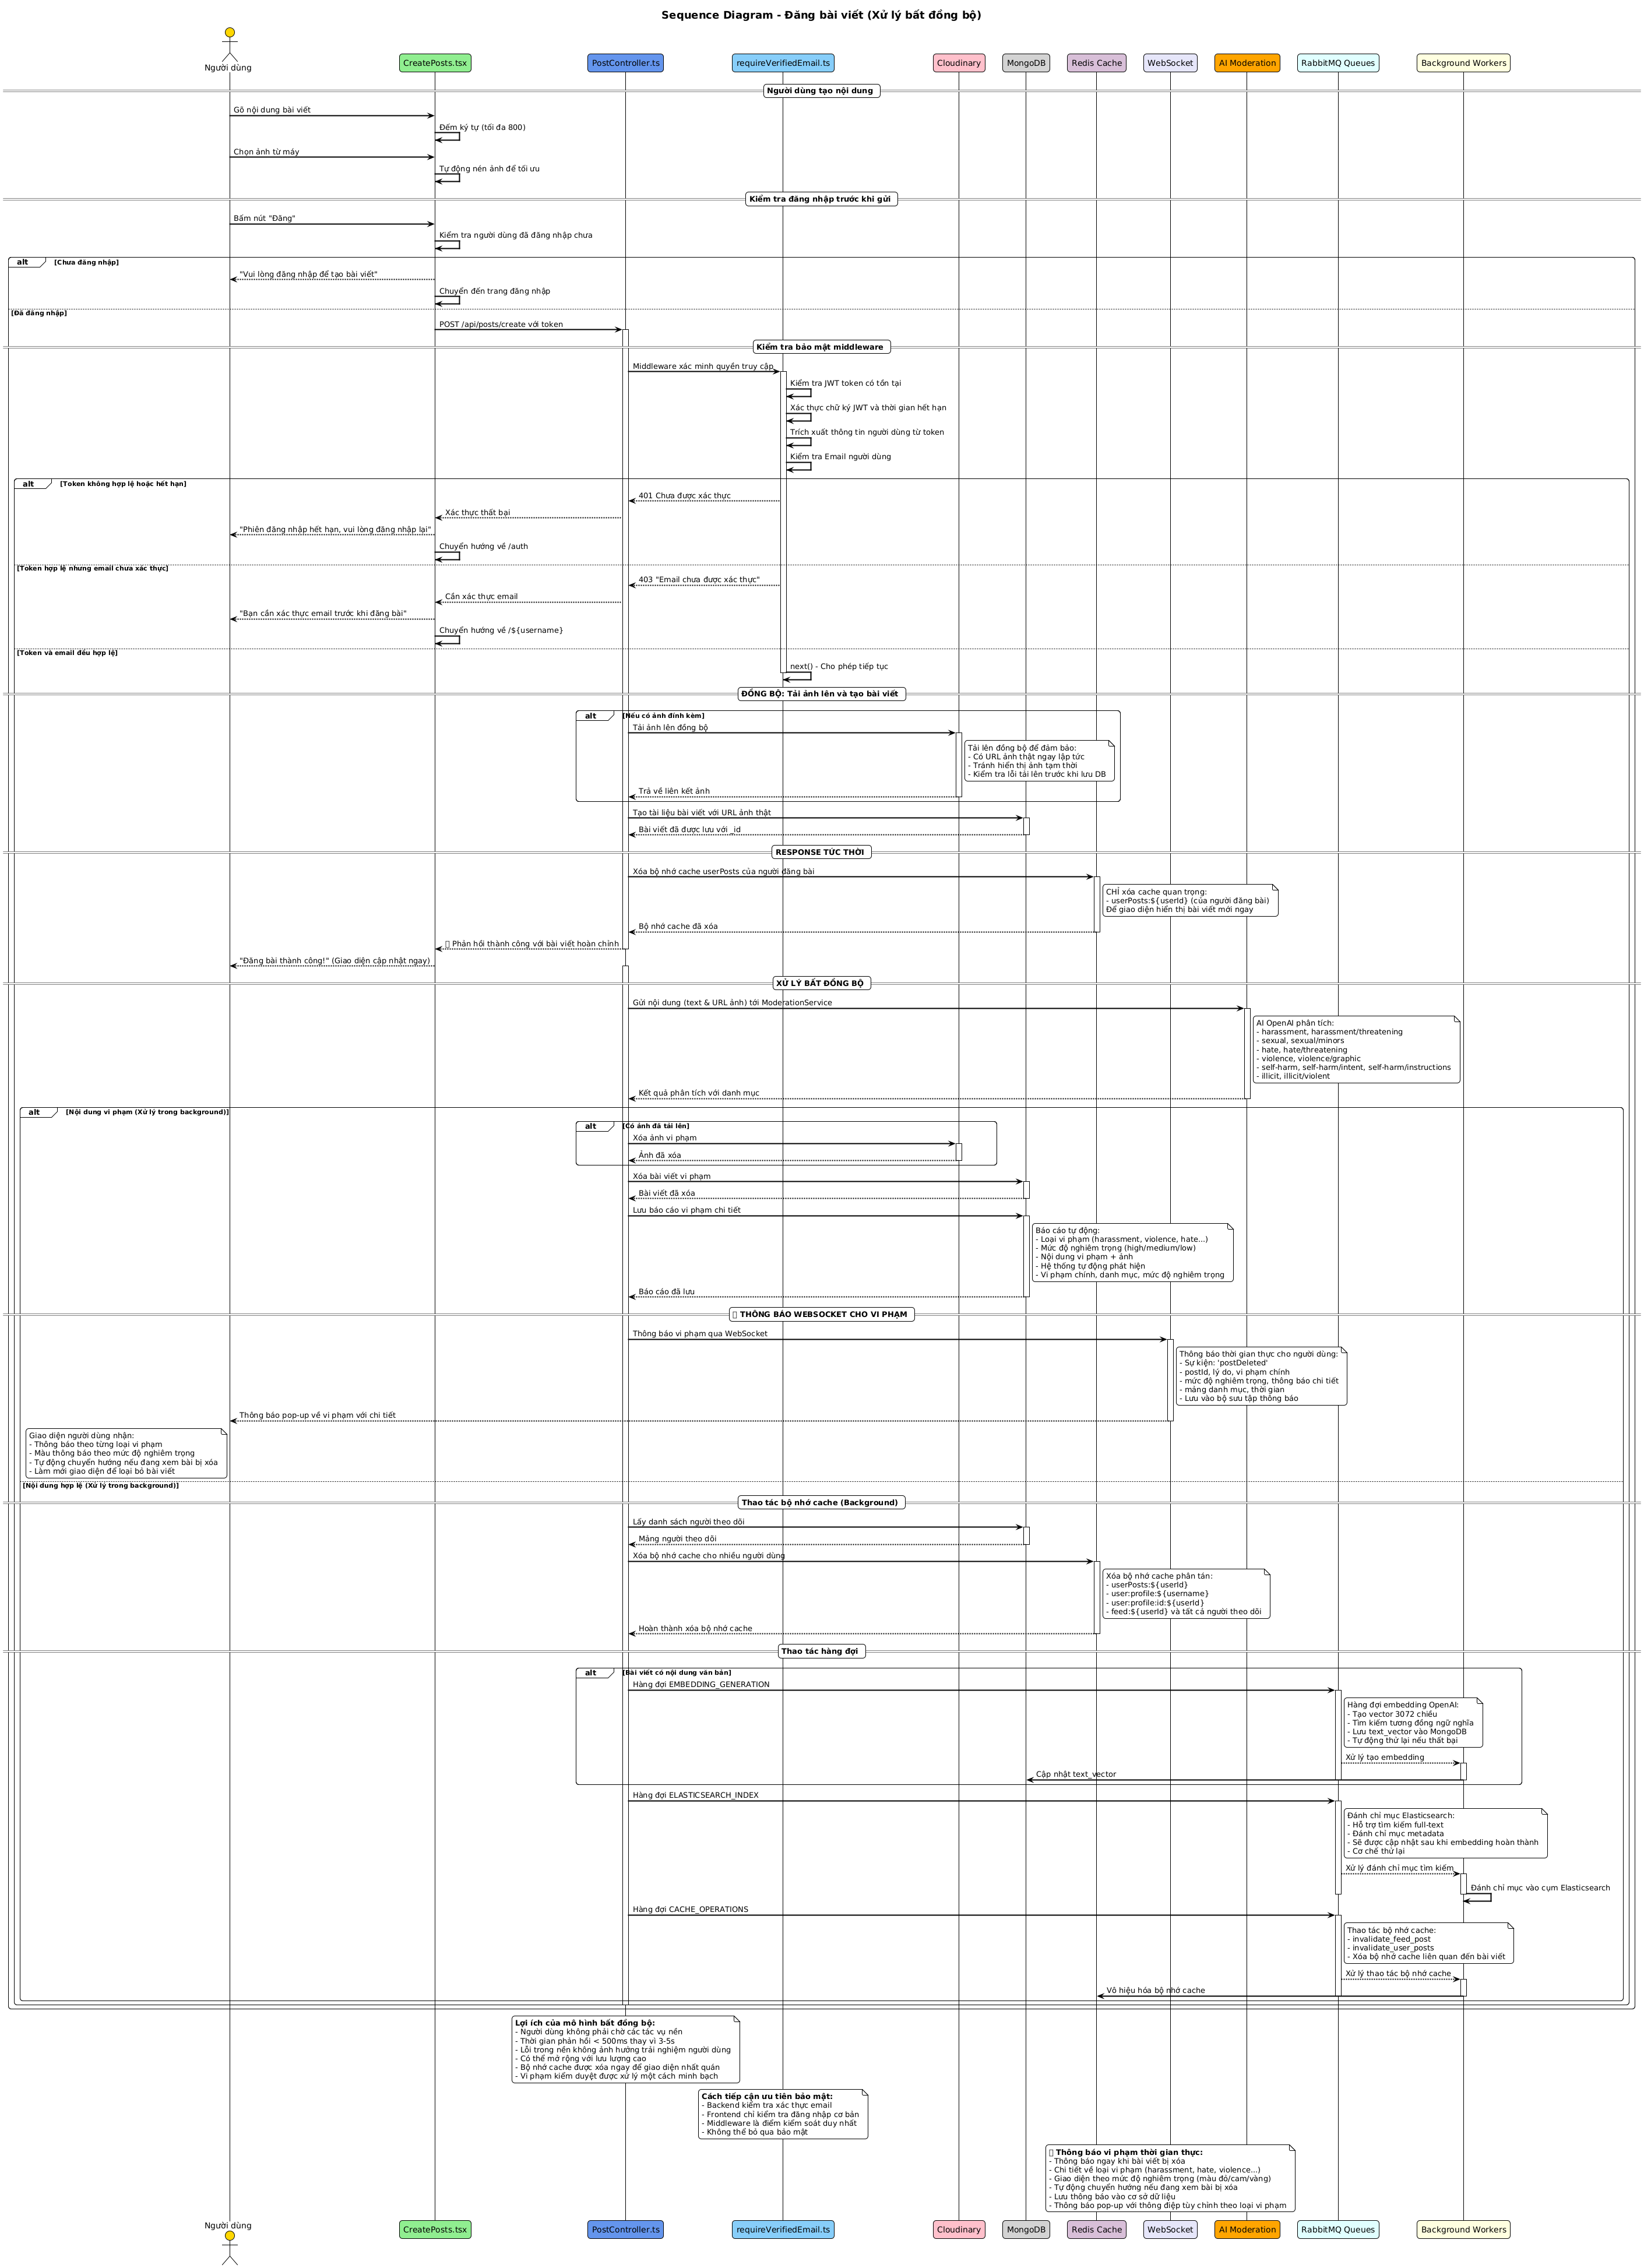 Sequence Diagram - Đăng bài viết (Xử lý bất đồng bộ)
Người dùng
CreatePosts.tsx
PostController.ts
requireVerifiedEmail.ts
Cloudinary
MongoDB
Redis Cache
WebSocket
AI Moderation
RabbitMQ Queues
Background Workers
Người dùng tạo nội dung
Gõ nội dung bài viết
Đếm ký tự (tối đa 800)
Chọn ảnh từ máy
Tự động nén ảnh để tối ưu
Kiểm tra đăng nhập trước khi gửi
Bấm nút "Đăng"
Kiểm tra người dùng đã đăng nhập chưa
alt [Chưa đăng nhập]
"Vui lòng đăng nhập để tạo bài viết"
Chuyển đến trang đăng nhập
[Đã đăng nhập]
POST /api/posts/create với token
Kiểm tra bảo mật middleware
Middleware xác minh quyền truy cập
Kiểm tra JWT token có tồn tại
Xác thực chữ ký JWT và thời gian hết hạn
Trích xuất thông tin người dùng từ token
Kiểm tra Email người dùng
alt [Token không hợp lệ hoặc hết hạn]
401 Chưa được xác thực
Xác thực thất bại
"Phiên đăng nhập hết hạn, vui lòng đăng nhập lại"
Chuyển hướng về /auth
[Token hợp lệ nhưng email chưa xác thực]
403 "Email chưa được xác thực"
Cần xác thực email
"Bạn cần xác thực email trước khi đăng bài"
Chuyển hướng về /${username}
[Token và email đều hợp lệ]
next() - Cho phép tiếp tục
ĐỒNG BỘ: Tải ảnh lên và tạo bài viết
alt [Nếu có ảnh đính kèm]
Tải ảnh lên đồng bộ
Tải lên đồng bộ để đảm bảo:
- Có URL ảnh thật ngay lập tức
- Tránh hiển thị ảnh tạm thời
- Kiểm tra lỗi tải lên trước khi lưu DB
Trả về liên kết ảnh
Tạo tài liệu bài viết với URL ảnh thật
Bài viết đã được lưu với _id
RESPONSE TỨC THỜI
Xóa bộ nhớ cache userPosts của người đăng bài
CHỈ xóa cache quan trọng:
- userPosts:${userId} (của người đăng bài)
Để giao diện hiển thị bài viết mới ngay
Bộ nhớ cache đã xóa
Phản hồi thành công với bài viết hoàn chỉnh
"Đăng bài thành công!" (Giao diện cập nhật ngay)
XỬ LÝ BẤT ĐỒNG BỘ
Gửi nội dung (text & URL ảnh) tới ModerationService
AI OpenAI phân tích:
- harassment, harassment/threatening
- sexual, sexual/minors
- hate, hate/threatening
- violence, violence/graphic
- self-harm, self-harm/intent, self-harm/instructions
- illicit, illicit/violent
Kết quả phân tích với danh mục
alt [Nội dung vi phạm (Xử lý trong background)]
alt [Có ảnh đã tải lên]
Xóa ảnh vi phạm
Ảnh đã xóa
Xóa bài viết vi phạm
Bài viết đã xóa
Lưu báo cáo vi phạm chi tiết
Báo cáo tự động:
- Loại vi phạm (harassment, violence, hate...)
- Mức độ nghiêm trọng (high/medium/low)
- Nội dung vi phạm + ảnh
- Hệ thống tự động phát hiện
- Vi phạm chính, danh mục, mức độ nghiêm trọng
Báo cáo đã lưu
THÔNG BÁO WEBSOCKET CHO VI PHẠM
Thông báo vi phạm qua WebSocket
Thông báo thời gian thực cho người dùng:
- Sự kiện: 'postDeleted'
- postId, lý do, vi phạm chính
- mức độ nghiêm trọng, thông báo chi tiết
- mảng danh mục, thời gian
- Lưu vào bộ sưu tập thông báo
Thông báo pop-up về vi phạm với chi tiết
Giao diện người dùng nhận:
- Thông báo theo từng loại vi phạm
- Màu thông báo theo mức độ nghiêm trọng
- Tự động chuyển hướng nếu đang xem bài bị xóa
- Làm mới giao diện để loại bỏ bài viết
[Nội dung hợp lệ (Xử lý trong background)]
Thao tác bộ nhớ cache (Background)
Lấy danh sách người theo dõi
Mảng người theo dõi
Xóa bộ nhớ cache cho nhiều người dùng
Xóa bộ nhớ cache phân tán:
- userPosts:${userId}
- user:profile:${username}
- user:profile:id:${userId}
- feed:${userId} và tất cả người theo dõi
Hoàn thành xóa bộ nhớ cache
Thao tác hàng đợi
alt [Bài viết có nội dung văn bản]
Hàng đợi EMBEDDING_GENERATION
Hàng đợi embedding OpenAI:
- Tạo vector 3072 chiều
- Tìm kiếm tương đồng ngữ nghĩa
- Lưu text_vector vào MongoDB
- Tự động thử lại nếu thất bại
Xử lý tạo embedding
Cập nhật text_vector
Hàng đợi ELASTICSEARCH_INDEX
Đánh chỉ mục Elasticsearch:
- Hỗ trợ tìm kiếm full-text
- Đánh chỉ mục metadata
- Sẽ được cập nhật sau khi embedding hoàn thành
- Cơ chế thử lại
Xử lý đánh chỉ mục tìm kiếm
Đánh chỉ mục vào cụm Elasticsearch
Hàng đợi CACHE_OPERATIONS
Thao tác bộ nhớ cache:
- invalidate_feed_post
- invalidate_user_posts
- Xóa bộ nhớ cache liên quan đến bài viết
Xử lý thao tác bộ nhớ cache
Vô hiệu hóa bộ nhớ cache
Lợi ích của mô hình bất đồng bộ:
- Người dùng không phải chờ các tác vụ nền
- Thời gian phản hồi < 500ms thay vì 3-5s
- Lỗi trong nền không ảnh hưởng trải nghiệm người dùng
- Có thể mở rộng với lưu lượng cao
- Bộ nhớ cache được xóa ngay để giao diện nhất quán
- Vi phạm kiểm duyệt được xử lý một cách minh bạch
Cách tiếp cận ưu tiên bảo mật:
- Backend kiểm tra xác thực email
- Frontend chỉ kiểm tra đăng nhập cơ bản
- Middleware là điểm kiểm soát duy nhất
- Không thể bỏ qua bảo mật
Thông báo vi phạm thời gian thực:
- Thông báo ngay khi bài viết bị xóa
- Chi tiết về loại vi phạm (harassment, hate, violence...)
- Giao diện theo mức độ nghiêm trọng (màu đỏ/cam/vàng)
- Tự động chuyển hướng nếu đang xem bài bị xóa
- Lưu thông báo vào cơ sở dữ liệu
- Thông báo pop-up với thông điệp tùy chỉnh theo loại vi phạm
Người dùng
CreatePosts.tsx
PostController.ts
requireVerifiedEmail.ts
Cloudinary
MongoDB
Redis Cache
WebSocket
AI Moderation
RabbitMQ Queues
Background Workers